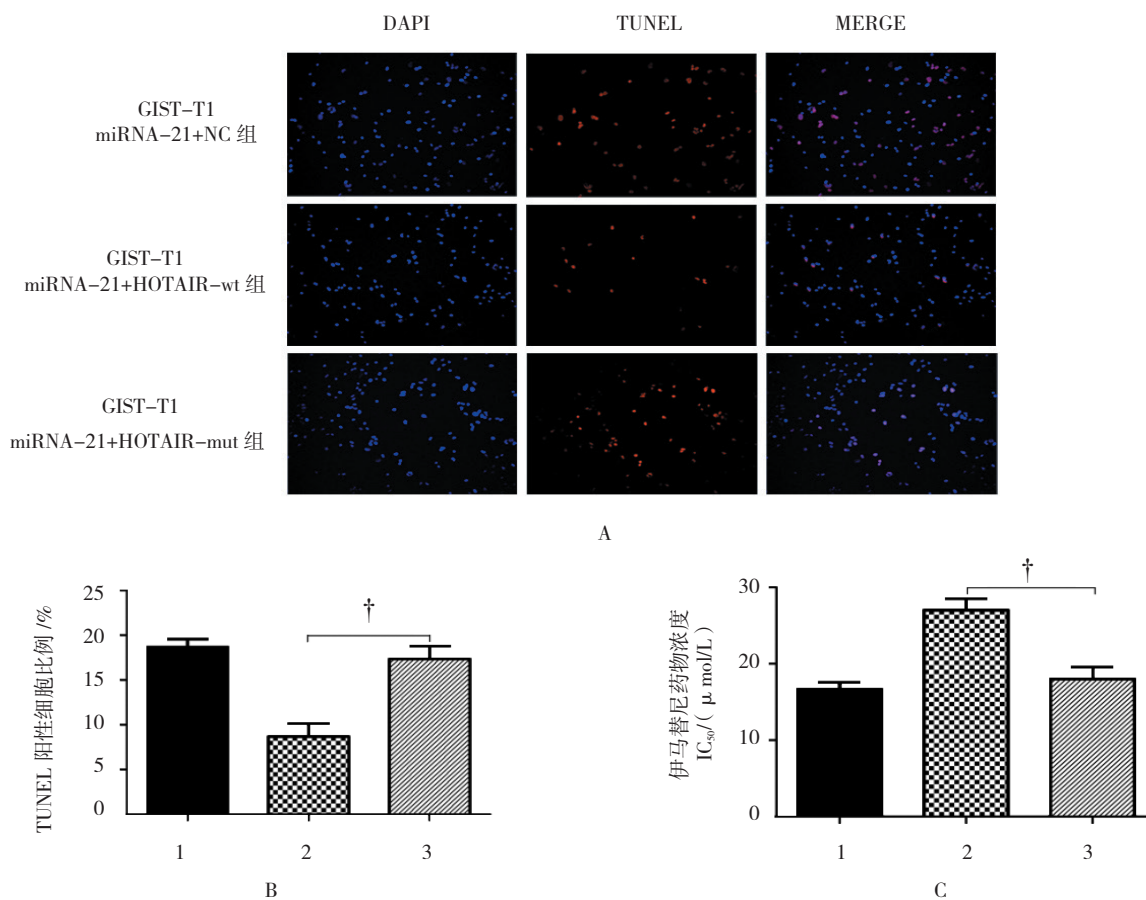 DAPI TUNEL MERGE
GIST-T1
miRNA-21+NC 组
GIST-T1
miRNA-21+HOTAIR-wt 组
GIST-T1
miRNA-21+HOTAIR-mut 组
A
TUNEL 阳性细胞比例/%
25
20
15
10
5
0
†
1 2 3
B
伊马替尼药物浓度
IC₅₀/( μ mol/L)
30
20
10
0
†
1 2 3
C